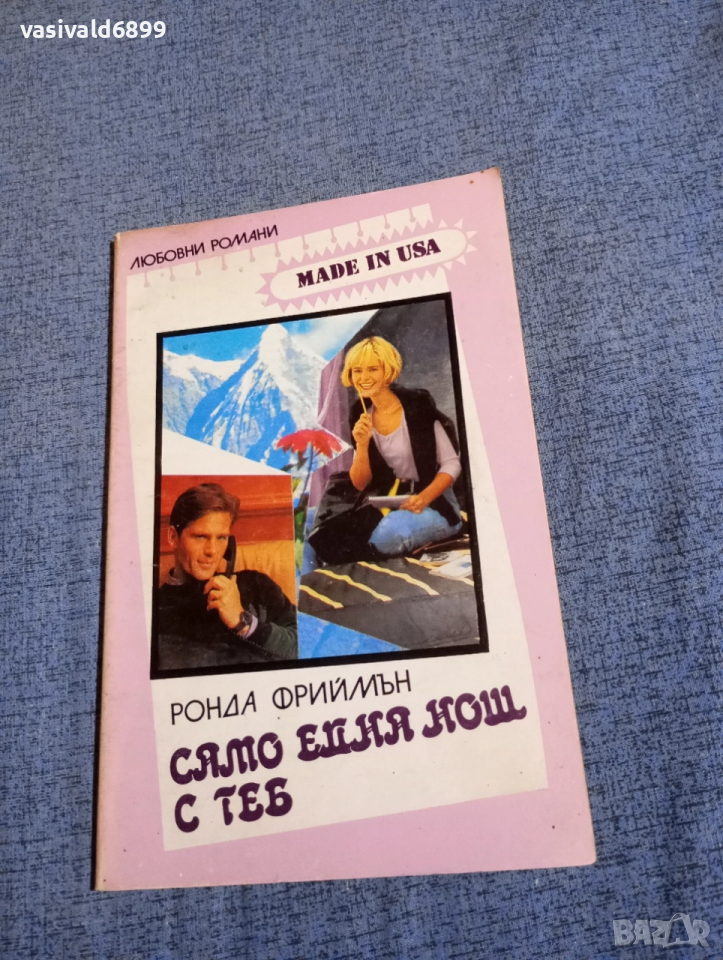 vasivald6899
ЛЮБОВНИ РОМАНИ
MADE IN USA
РОНДА ФРИЙМЪН
САМО ЕДНА НОЩ
С ТЕБ
BAZAR